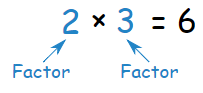 2 × 3 = 6
Factor Factor